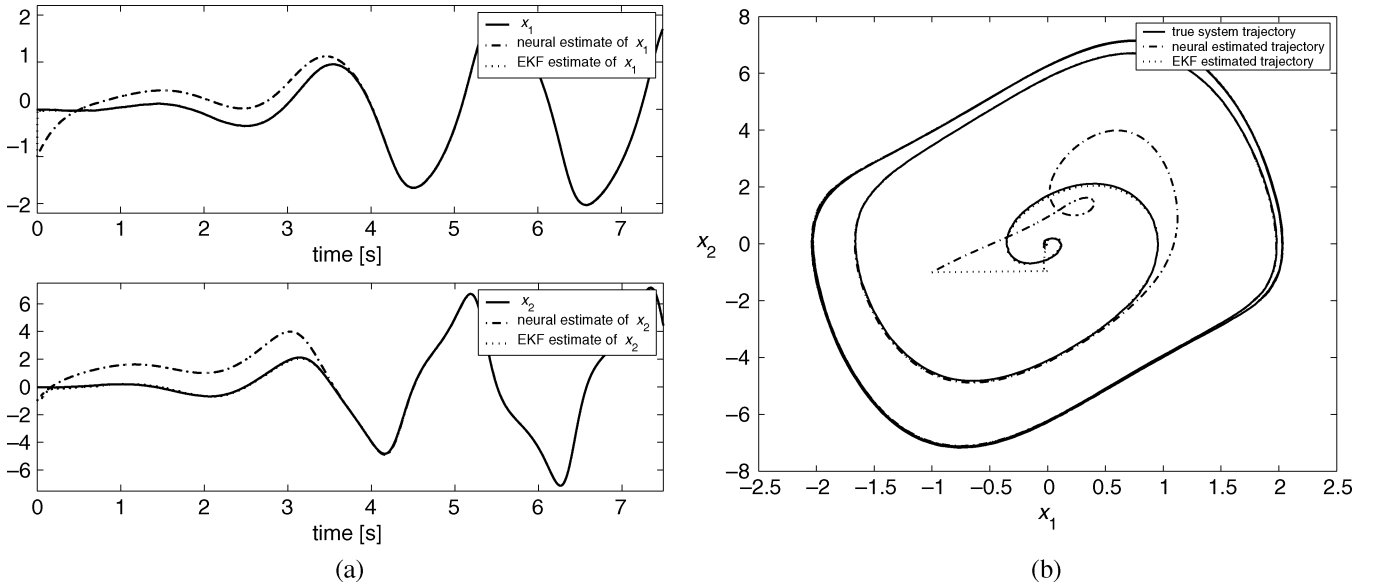 2
1
0
−1
−2
0 1 2 3 4 5 6 7
time [s]
x1
neural estimate of x1
EKF estimate of x1
6
4
2
0
−2
−4
−6
0 1 2 3 4 5 6 7
time [s]
x2
neural estimate of x2
EKF estimate of x2
(a)
8
6
4
2
0
−2
−4
−6
−8
x2
−2.5 −2 −1.5 −1 −0.5 0 0.5 1 1.5 2 2.5
x1
true system trajectory
neural estimated trajectory
EKF estimated trajectory
(b)